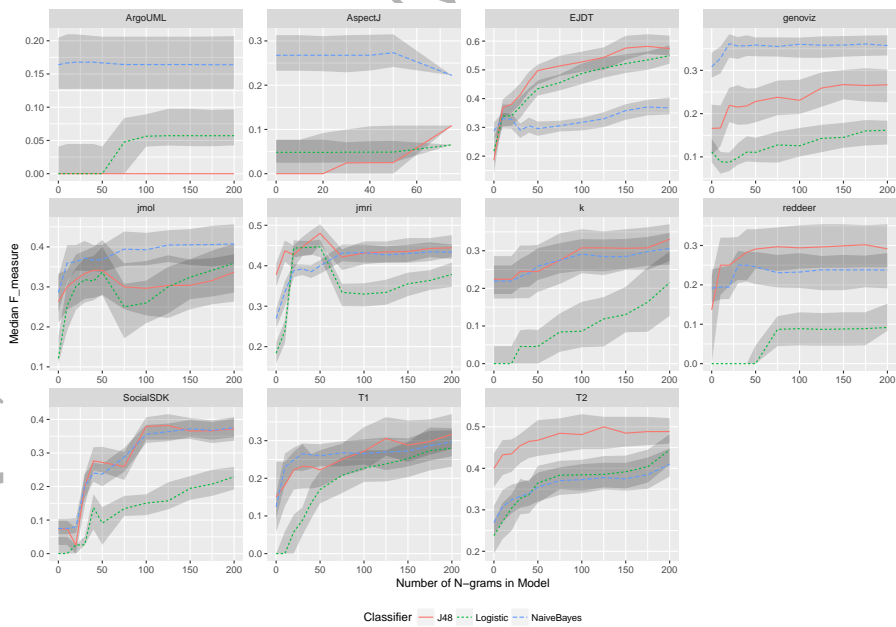 ArgoUML AspectJ EJDT genoviz
0.20 0.15 0.10 0.05 0.00
0.3 0.2 0.1 0.0
0.6 0.5 0.4 0.3 0.2
0.3 0.2 0.1
0 50 100 150 200
0 20 40 60
0 50 100 150 200
0 50 100 150 200
jmol jmri k reddeer
0.4 0.3 0.2 0.1
0.5 0.4 0.3 0.2
0.3 0.2 0.1 0.0
0.3 0.2 0.1 0.0
0 50 100 150 200
0 50 100 150 200
0 50 100 150 200
0 50 100 150 200
Median F_measure
SocialSDK T1 T2
0.4 0.3 0.2 0.1 0.0
0.3 0.2 0.1 0.0
0.5 0.4 0.3 0.2
0 50 100 150 200
0 50 100 150 200
0 50 100 150 200
Number of N−grams in Model
Classifier J48 Logistic NaiveBayes